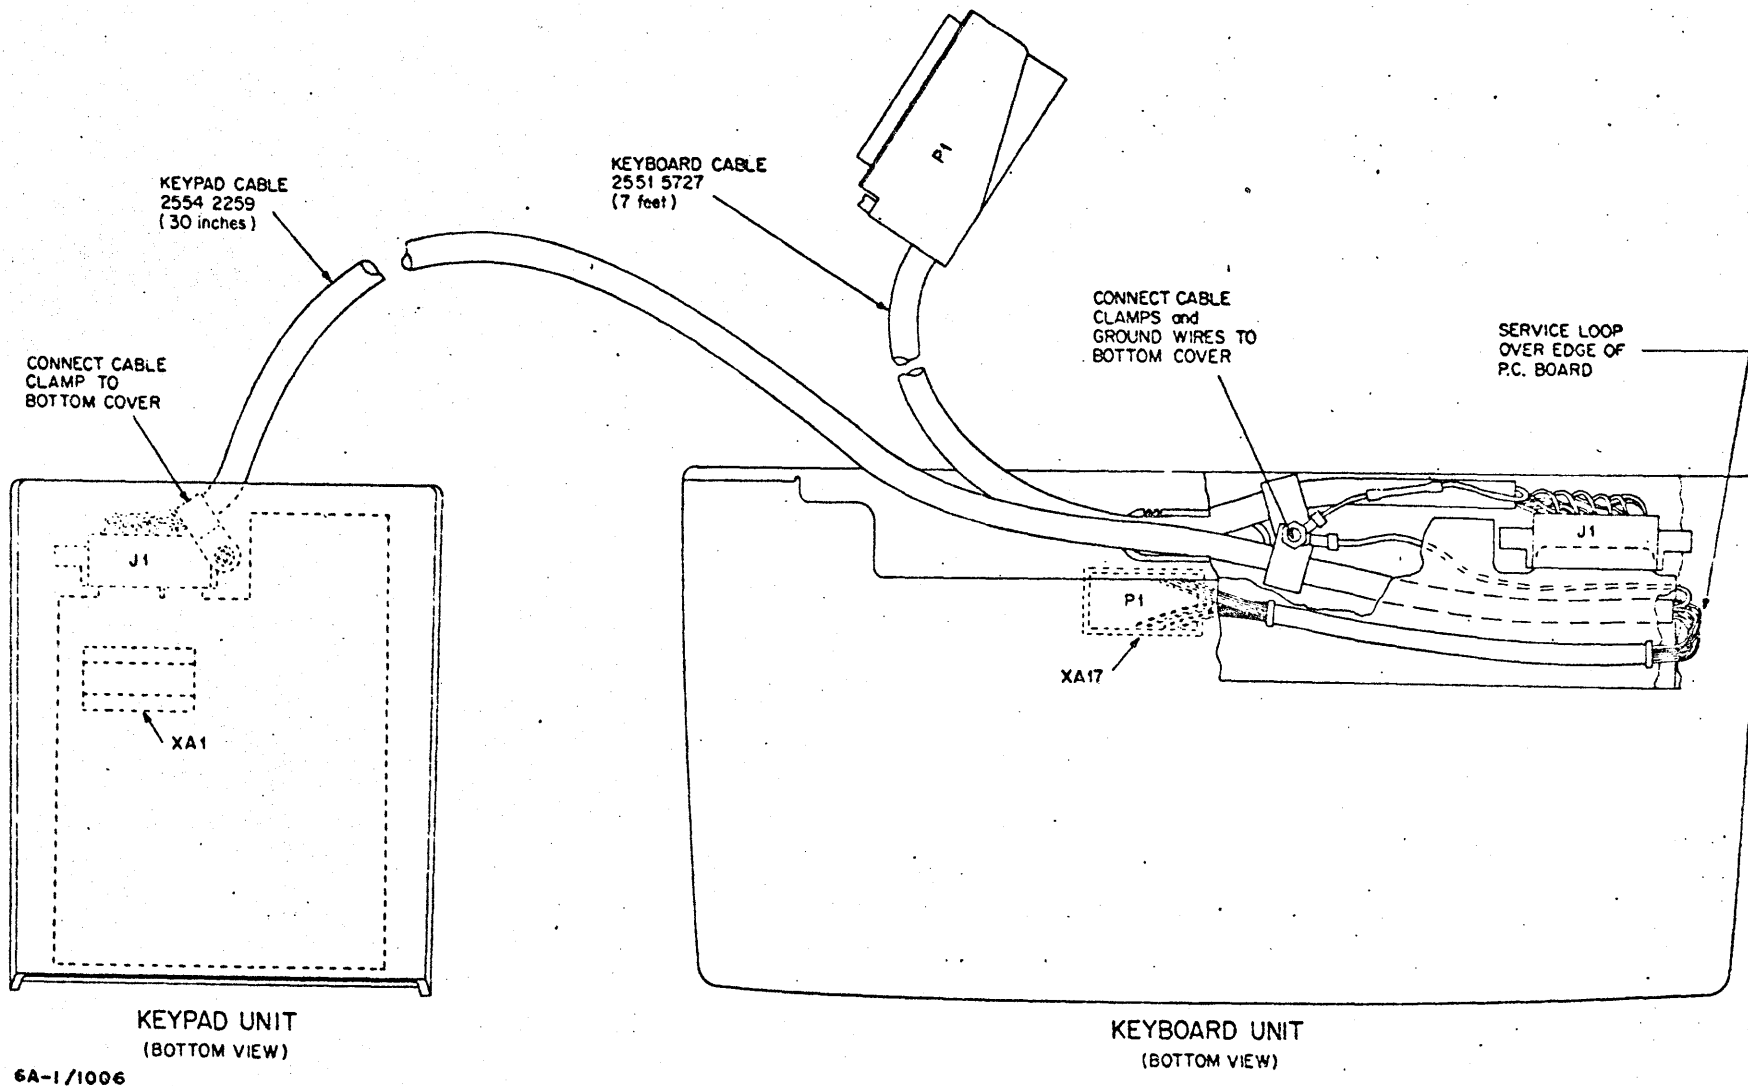 P1
KEYBOARD CABLE
2551 5727
(7 feet)
KEYPAD CABLE
2554 2259
(30 inches)
CONNECT CABLE
CLAMPS and
GROUND WIRES TO
BOTTOM COVER
SERVICE LOOP
OVER EDGE OF
P.C. BOARD
CONNECT CABLE
CLAMP TO
BOTTOM COVER
J1
J1
P1
XA17
XA1
KEYPAD UNIT
(BOTTOM VIEW)
KEYBOARD UNIT
(BOTTOM VIEW)
6A-1/1006